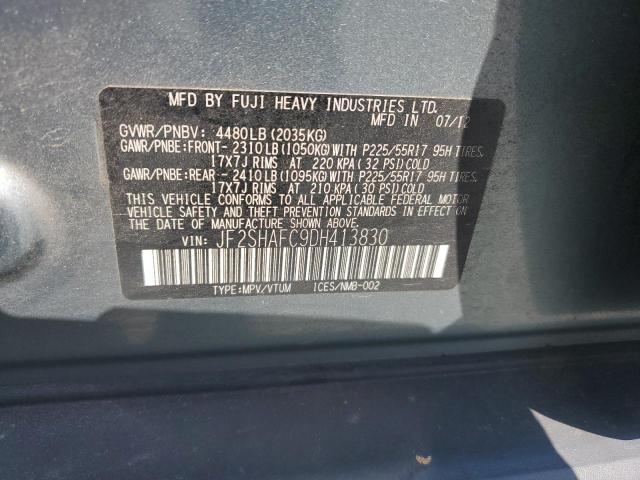 MFD BY FUJI HEAVY INDUSTRIES LTD.
MFD IN 07/12
GVWR/PNBV: 4480LB(2035KG)
GAWR/PNBE:FRONT- 2310LB(1050KG)WITH P225/55R17 95H TIRES
17X7J RIMS AT 220 KPA(32 PSI)COLD
GAWR/PNBE:REAR - 2410LB(1095KG)WITH P225/55R17 95H TIRES
17X7J RIMS AT 210 KPA(30 PSI)COLD
THIS VEHICLE CONFORMS TO ALL APPLICABLE FEDERAL MOTOR
VEHICLE SAFETY AND THEFT PREVENTION STANDARDS IN EFFECT ON
THE DATE OF MANUFACTURE SHOWN ABOVE.
VIN: JF2SHAFC9DH413830
TYPE:MPV/VTUM ICES/NMB-002